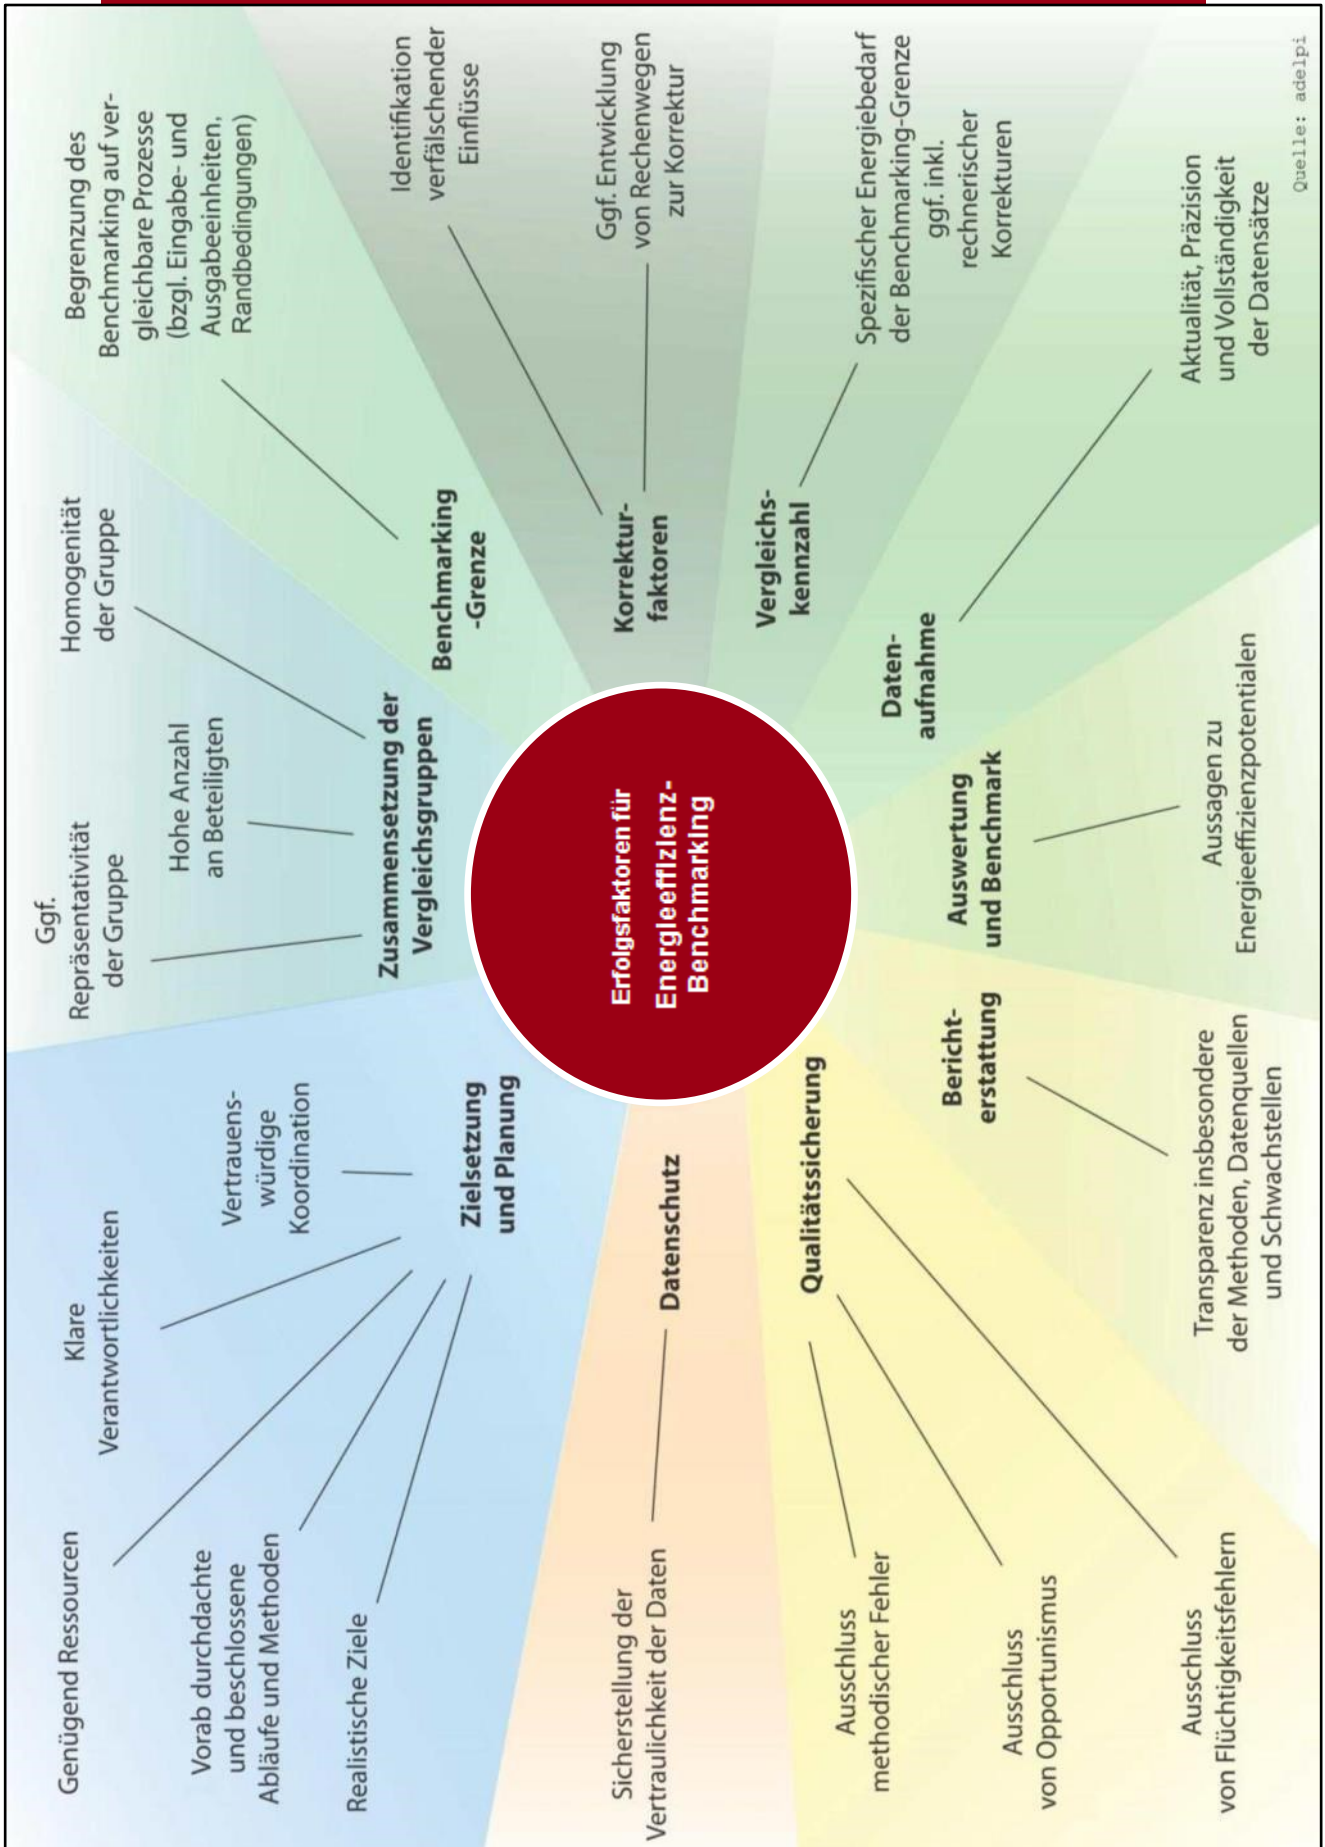 Erfolgsfaktoren für
Energieeffizienz-
Benchmarking
Zielsetzung
und Planung
Genügend Ressourcen
Klare
Verantwortlichkeiten
Vertrauens-
würdige
Koordination
Vorab durchdachte
und beschlossene
Abläufe und Methoden
Realistische Ziele
Zusammensetzung der
Vergleichsgruppen
Ggf.
Repräsentativität
der Gruppe
Hohe Anzahl
an Beteiligten
Homogenität
der Gruppe
Benchmarking
-Grenze
Begrenzung des
Benchmarking auf ver-
gleichbare Prozesse
(bzgl. Eingabe- und
Ausgabeeinheiten,
Randbedingungen)
Korrektur-
faktoren
Identifikation
verfälschender
Einflüsse
Ggf. Entwicklung
von Rechenwegen
zur Korrektur
Vergleichs-
kennzahl
Spezifischer Energiebedarf
der Benchmarking-Grenze
ggf. inkl.
rechnerischer
Korrekturen
Daten-
aufnahme
Aktualität, Präzision
und Vollständigkeit
der Datensätze
Auswertung
und Benchmark
Aussagen zu
Energieeffizienzpotentialen
Bericht-
erstattung
Transparenz insbesondere
der Methoden, Datenquellen
und Schwachstellen
Qualitätssicherung
Ausschluss
methodischer Fehler
Ausschluss
von Opportunismus
Ausschluss
von Flüchtigkeitsfehlern
Datenschutz
Sicherstellung der
Vertraulichkeit der Daten
Quelle: adelpi